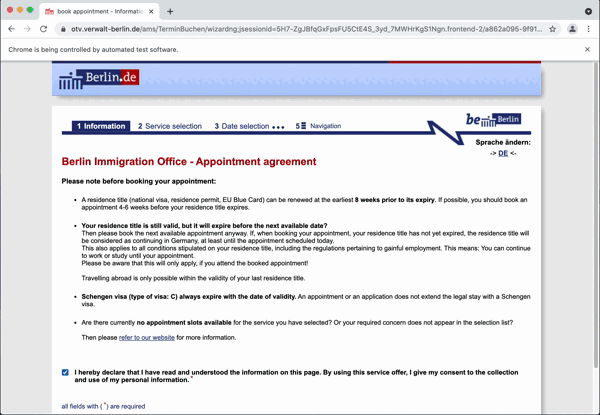 book appointment - Informatio
otv.verwalt-berlin.de/ams/TerminBuchen/wizardng;jsessionid=5H7-ZgJBfqGxFpsFU5CtE4S_3yd_7MWHrKgS1Ngn.frontend-2/a862a095-9f91...
Chrome is being controlled by automated test software.
Berlin.de
1 Information 2 Service selection 3 Date selection ••• 5 Navigation
be Berlin
Sprache ändern:
-> DE <-
Berlin Immigration Office - Appointment agreement
Please note before booking your appointment:
• A residence title (national visa, residence permit, EU Blue Card) can be renewed at the earliest 8 weeks prior to its expiry. If possible, you should book an
appointment 4-6 weeks before your residence title expires.
• Your residence title is still valid, but it will expire before the next available date?
Then please book the next available appointment anyway. If, when booking your appointment, your residence title has not yet expired, the residence title will
be considered as continuing in Germany, at least until the appointment scheduled today.
This also applies to all conditions stipulated on your residence title, including the regulations pertaining to gainful employment. This means: You can continue
to work or study until your appointment.
Please be aware that this will only apply, if you attend the booked appointment!
Travelling abroad is only possible within the validity of your last residence title.
• Schengen visa (type of visa: C) always expire with the date of validity. An appointment or an application does not extend the legal stay with a Schengen
visa.
• Are there currently no appointment slots available for the service you have selected? Or your required concern does not appear in the selection list?
Then please refer to our website for more information.
I hereby declare that I have read and understood the information on this page. By using this service offer, I give my consent to the collection
and use of my personal information. *
all fields with ( *) are required